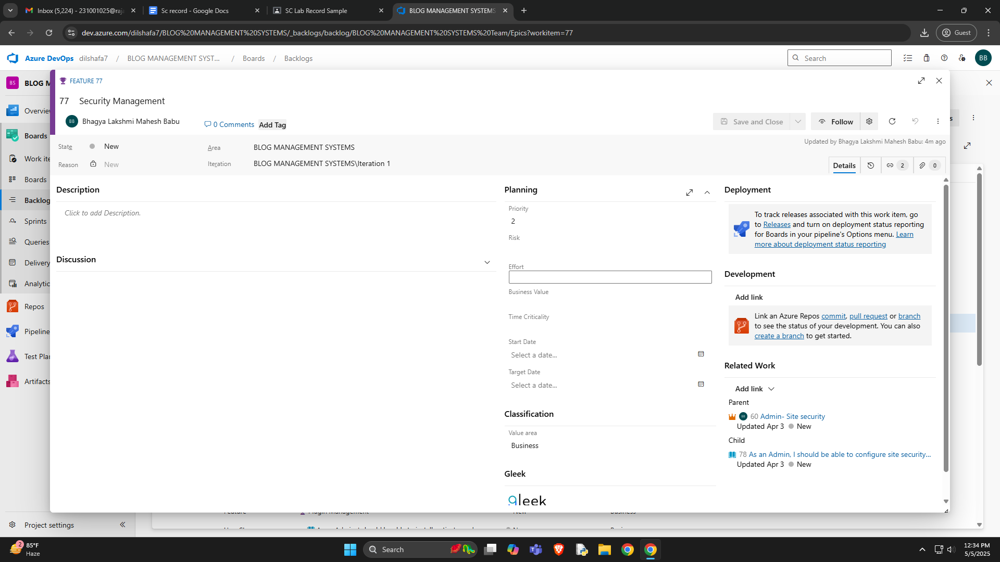 Inbox (5,224) - 231001025@raja
Sc record - Google Docs
SC Lab Record Sample
BLOG MANAGEMENT SYSTEMS
dev.azure.com/dilshafa7/BLOG%20MANAGEMENT%20SYSTEMS/_backlogs/backlog/BLOG%20MANAGEMENT%20SYSTEMS%20Team/Epics?workitem=77
Guest
Azure DevOps dilshafa7 / BLOG MANAGEMENT SYST... / Boards / Backlogs
Search
BB
BS BLOG M
Overview
Boards
Work ite
Boards
Backlog
Sprints
Queries
Delivery
Analytic
Repos
Pipeline
Test Plan
Artifacts
Project settings
FEATURE 77
77 Security Management
BB Bhagya Lakshmi Mahesh Babu
0 Comments
Add Tag
Save and Close
Follow
State New
Reason New
Area BLOG MANAGEMENT SYSTEMS
Iteration BLOG MANAGEMENT SYSTEMS\Iteration 1
Updated by Bhagya Lakshmi Mahesh Babu: 4m ago
Details
2
0
Description
Click to add Description.
Discussion
Planning
Priority
2
Risk
Effort
Business Value
Time Criticality
Start Date
Select a date...
Target Date
Select a date...
Classification
Value area
Business
Gleek
gleek
Deployment
To track releases associated with this work item, go
to Releases and turn on deployment status reporting
for Boards in your pipeline's Options menu. Learn
more about deployment status reporting
Development
Add link
Link an Azure Repos commit, pull request or branch
to see the status of your development. You can also
create a branch to get started.
Related Work
Add link
Parent
60 Admin- Site security
Updated Apr 3 New
Child
78 As an Admin, I should be able to configure site security...
Updated Apr 3 New
2
85°F
Haze
Search
12:34 PM
5/5/2025